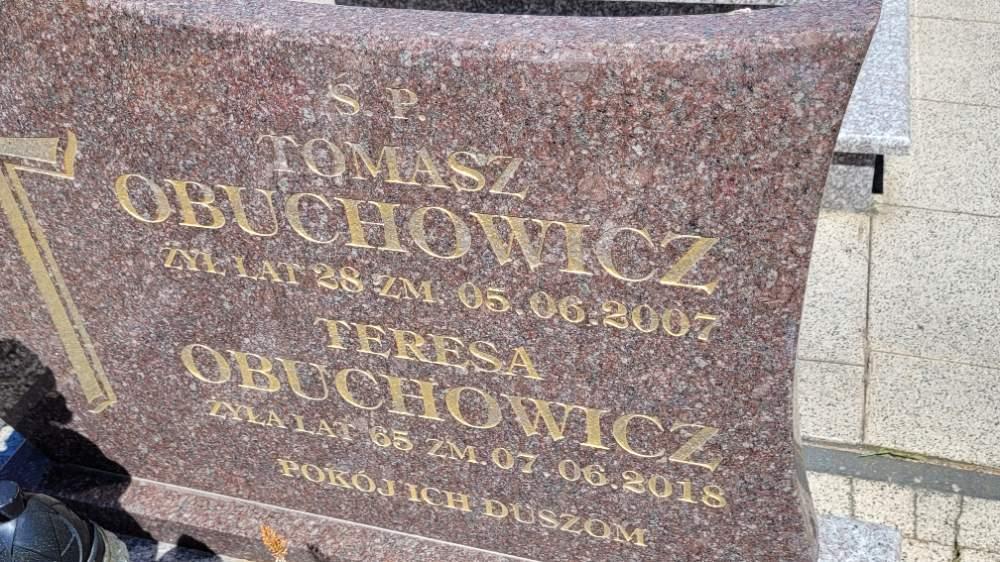 Ś. P.
TOMASZ
OBUCHOWICZ
ŻYŁ LAT 28 ZM. 05.06.2007
TERESA
OBUCHOWICZ
ŻYŁA LAT 65 ZM. 07.06.2018
POKÓJ ICH DUSZOM